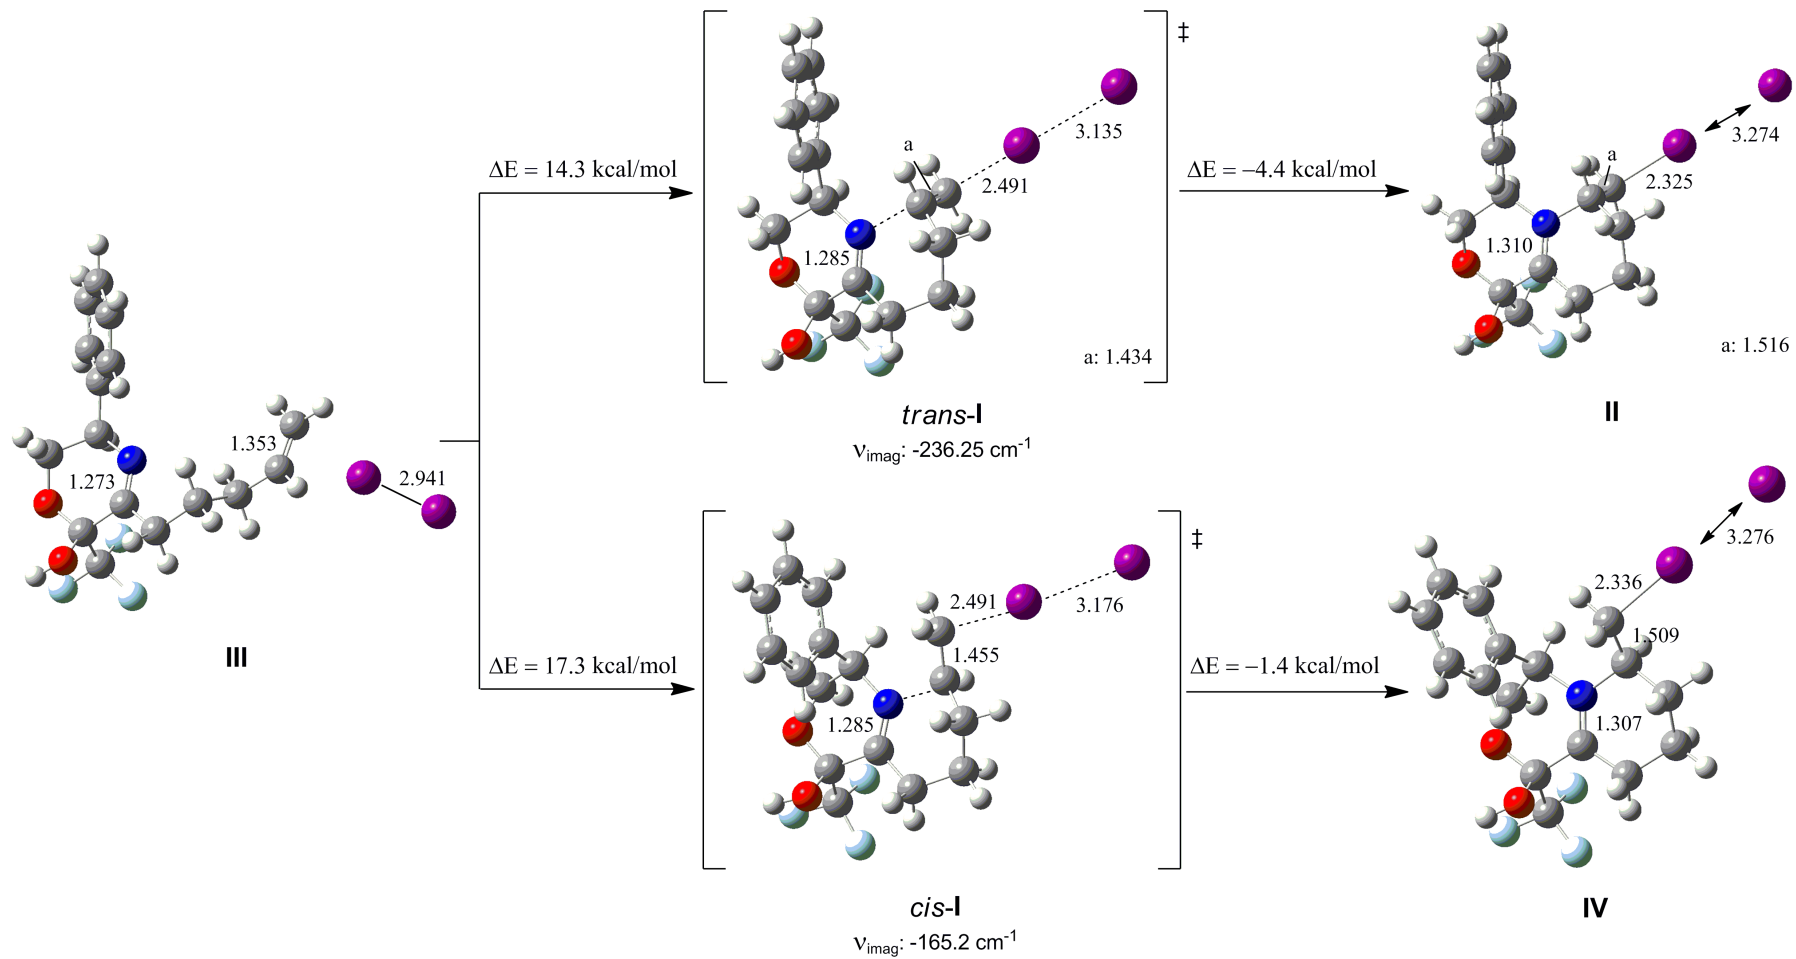 1.273
1.353
2.941
III
ΔE = 14.3 kcal/mol
a
3.135
2.491
1.285
a: 1.434
‡
trans-I
νimag: -236.25 cm-1
ΔE = −4.4 kcal/mol
a
3.274
2.325
1.310
a: 1.516
II
ΔE = 17.3 kcal/mol
2.491
3.176
1.455
1.285
‡
cis-I
νimag: -165.2 cm-1
ΔE = −1.4 kcal/mol
3.276
2.336
1.509
1.307
IV